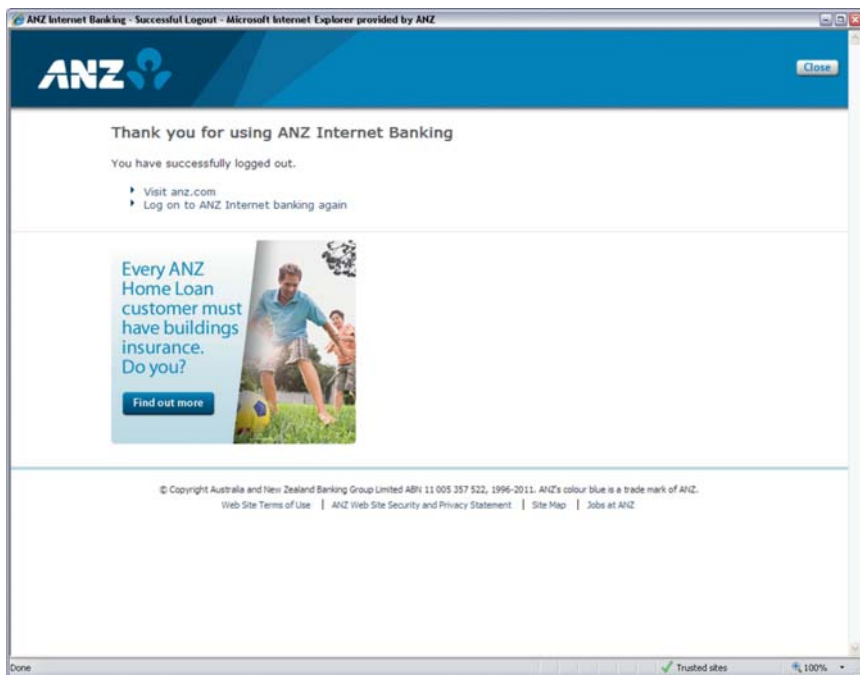 ANZ Internet Banking - Successful Logout - Microsoft Internet Explorer provided by ANZ
ANZ
Close
Thank you for using ANZ Internet Banking
You have successfully logged out.
Visit anz.com
Log on to ANZ Internet banking again
Every ANZ
Home Loan
customer must
have buildings
insurance.
Do you?
Find out more
© Copyright Australia and New Zealand Banking Group Limited ABN 11 005 357 522, 1996-2011. ANZ's colour blue is a trade mark of ANZ.
Web Site Terms of Use | ANZ Web Site Security and Privacy Statement | Site Map | Jobs at ANZ
Done
Trusted sites
100%